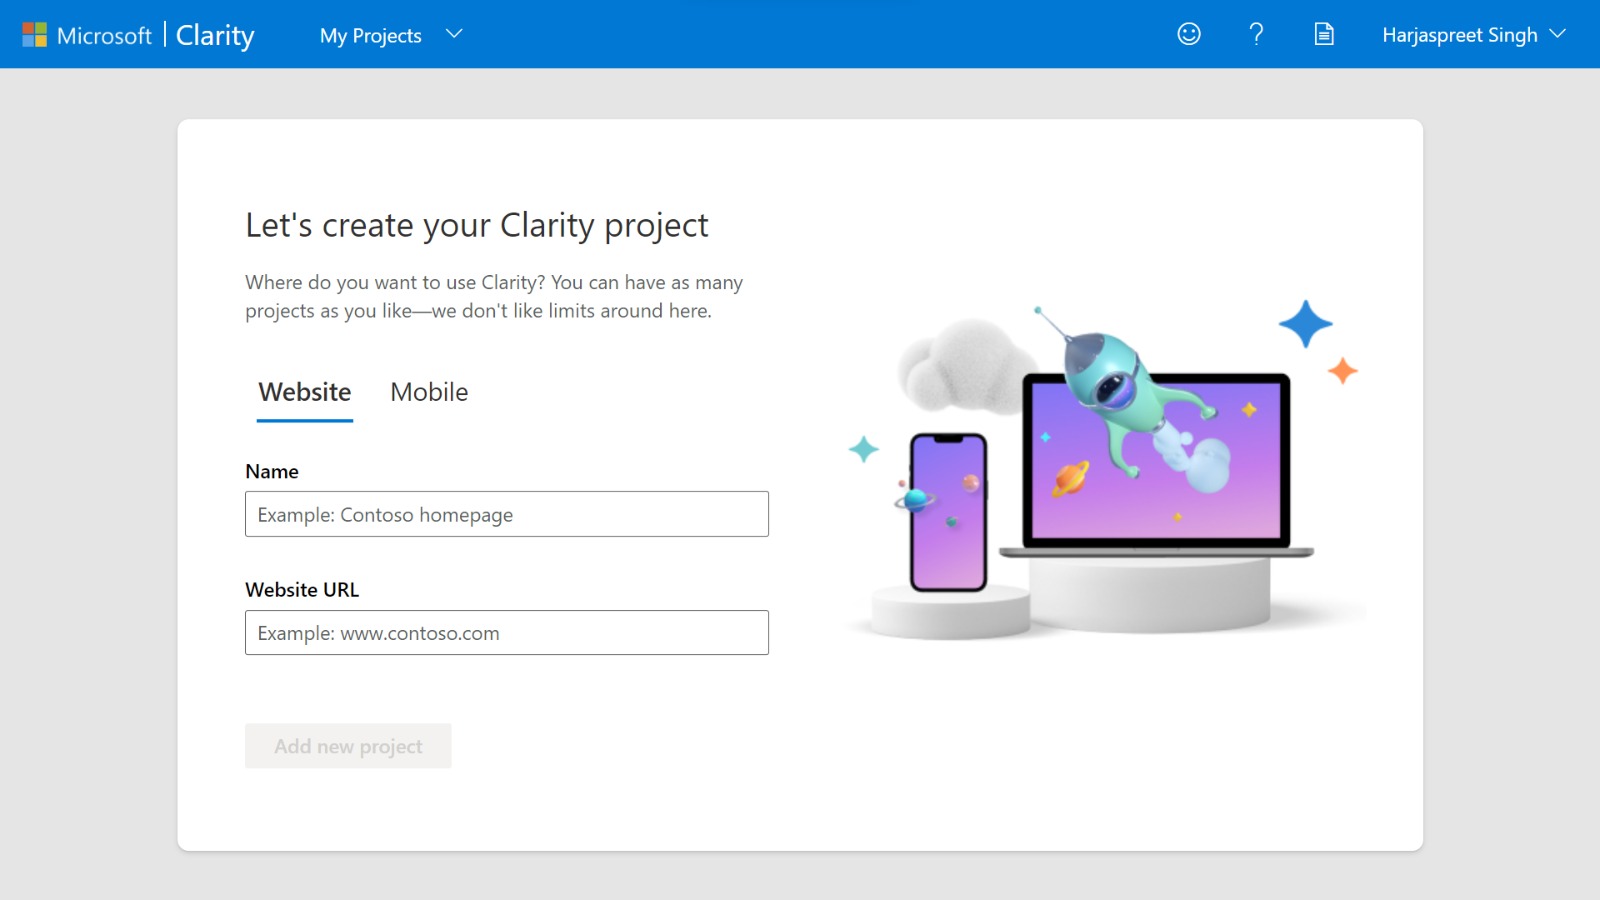 Microsoft | Clarity
My Projects
?
Harjaspreet Singh
Let's create your Clarity project
Where do you want to use Clarity? You can have as many
projects as you like—we don't like limits around here.
Website
Mobile
Name
Example: Contoso homepage
Website URL
Example: www.contoso.com
Add new project